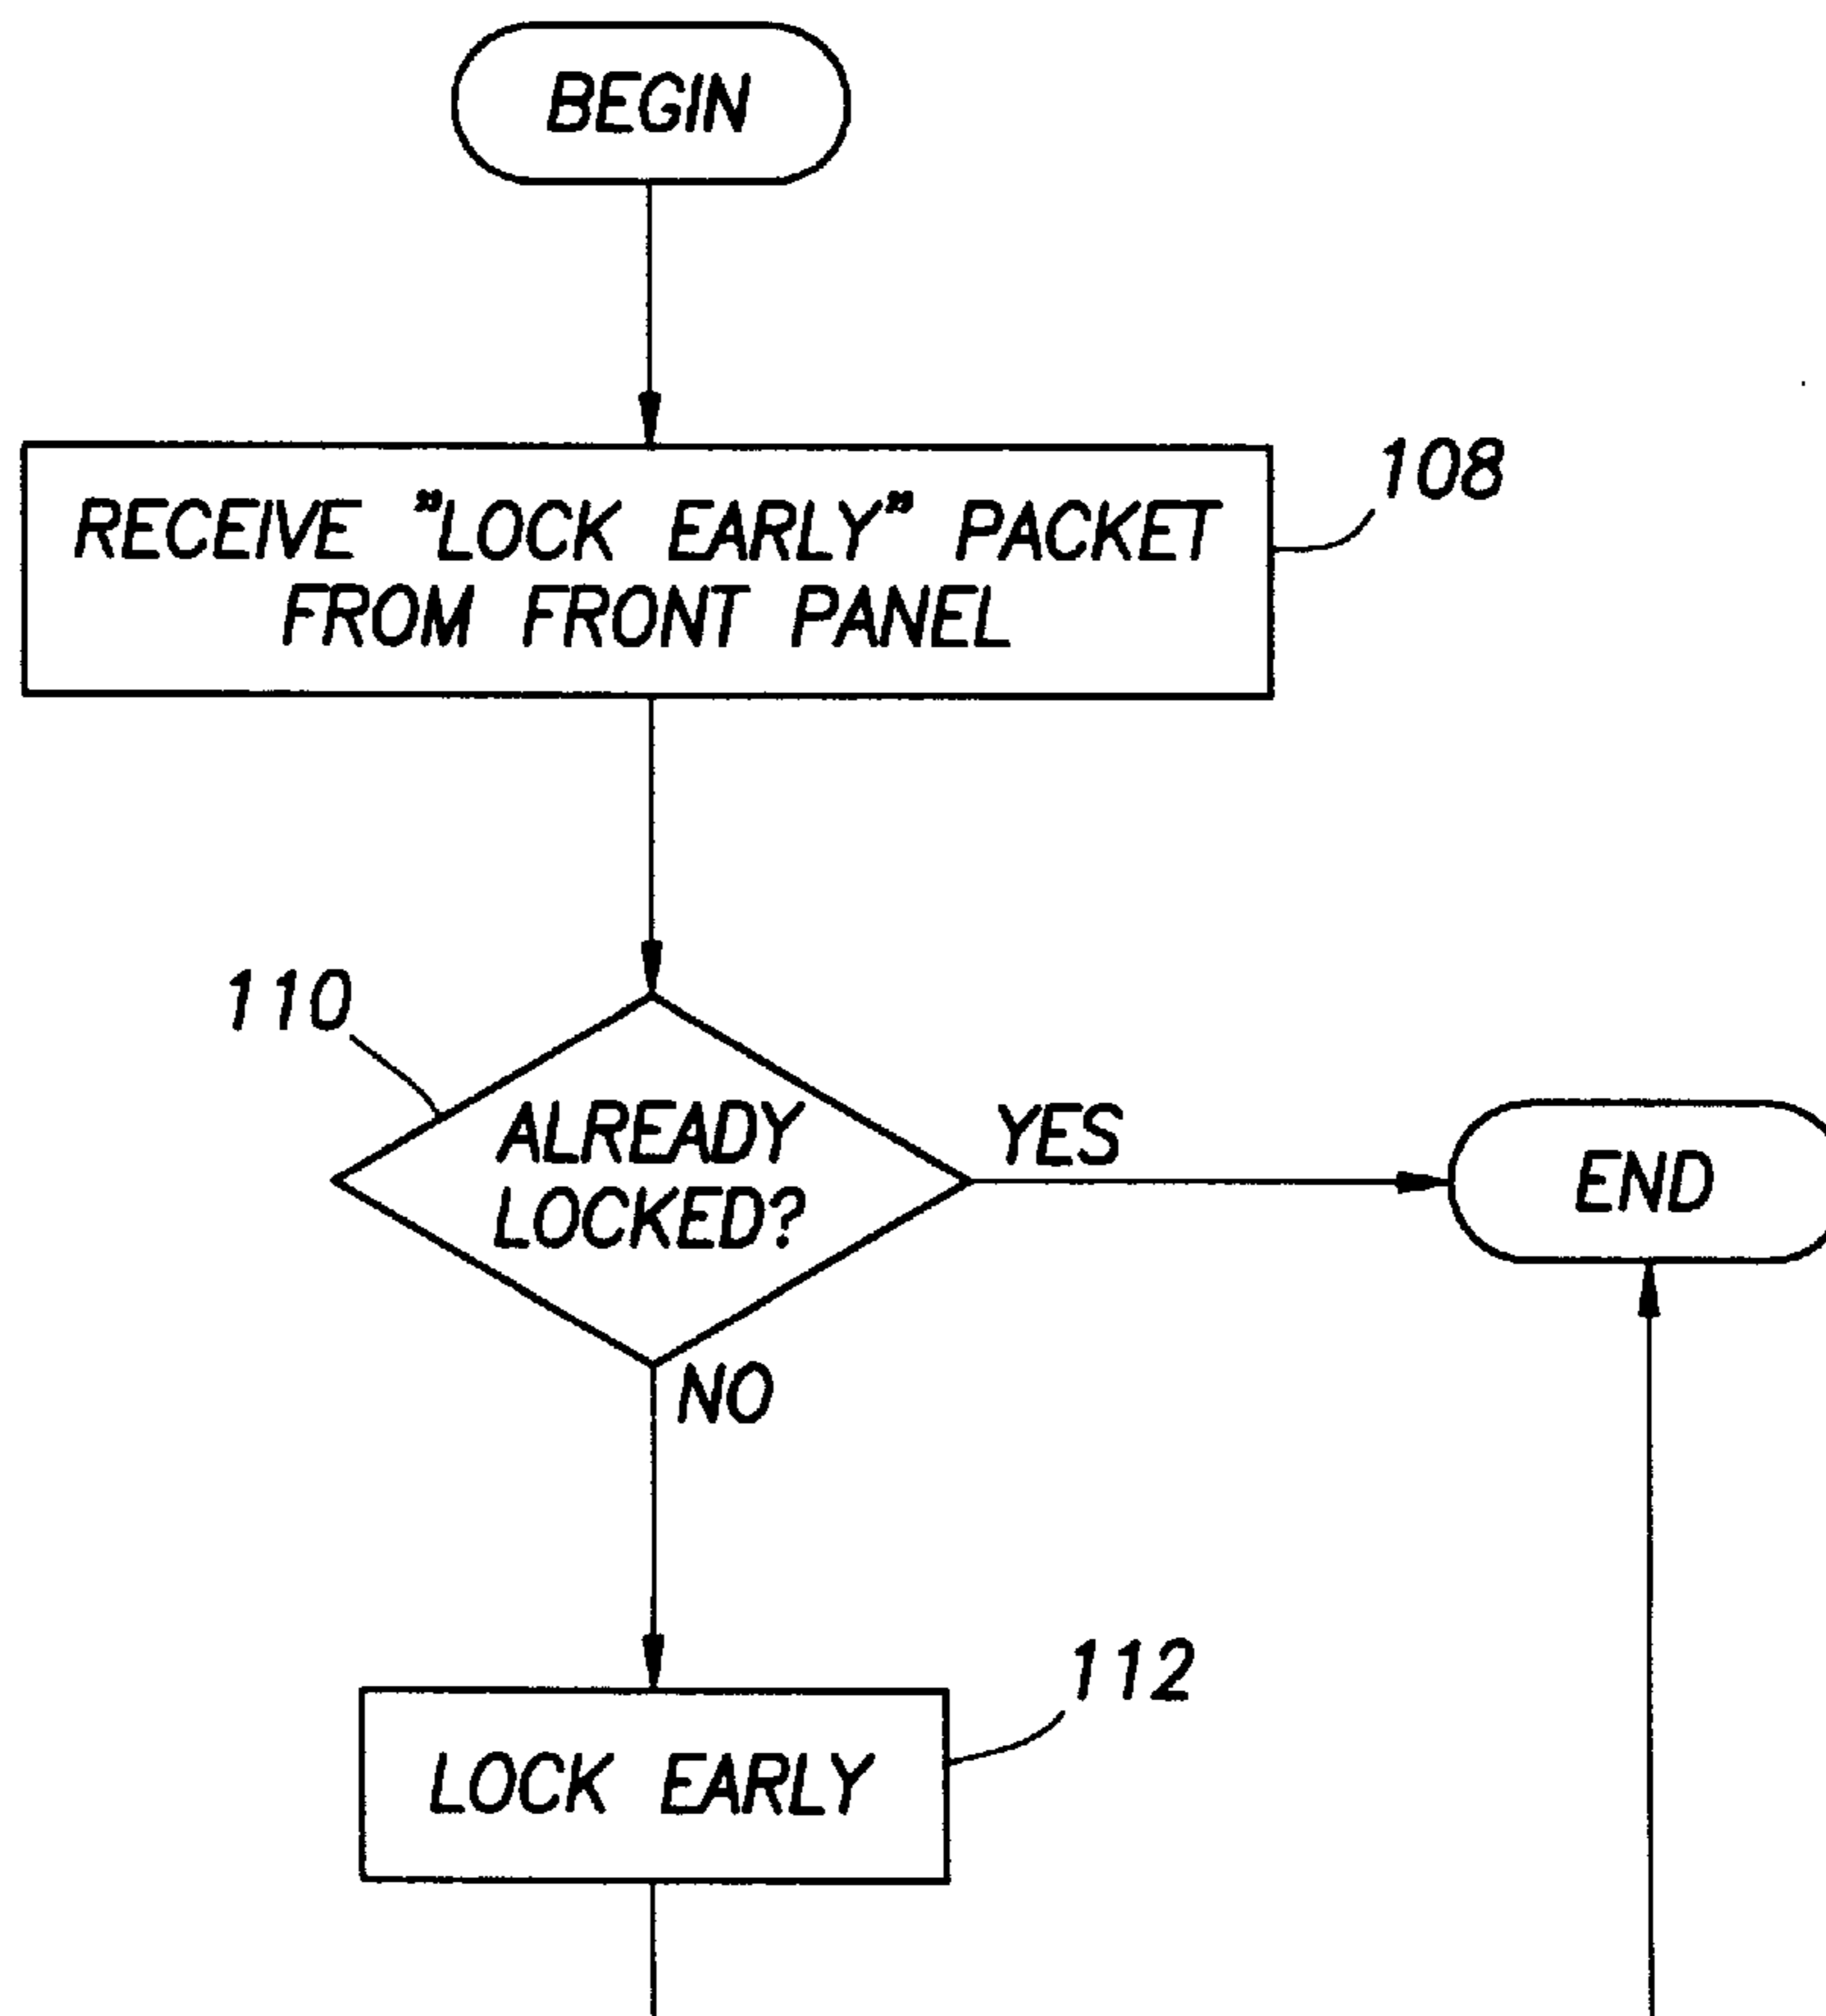 BEGIN
RECEIVE "LOCK EARLY" PACKET
FROM FRONT PANEL
108
110
ALREADY
LOCKED?
YES
END
NO
112
LOCK EARLY